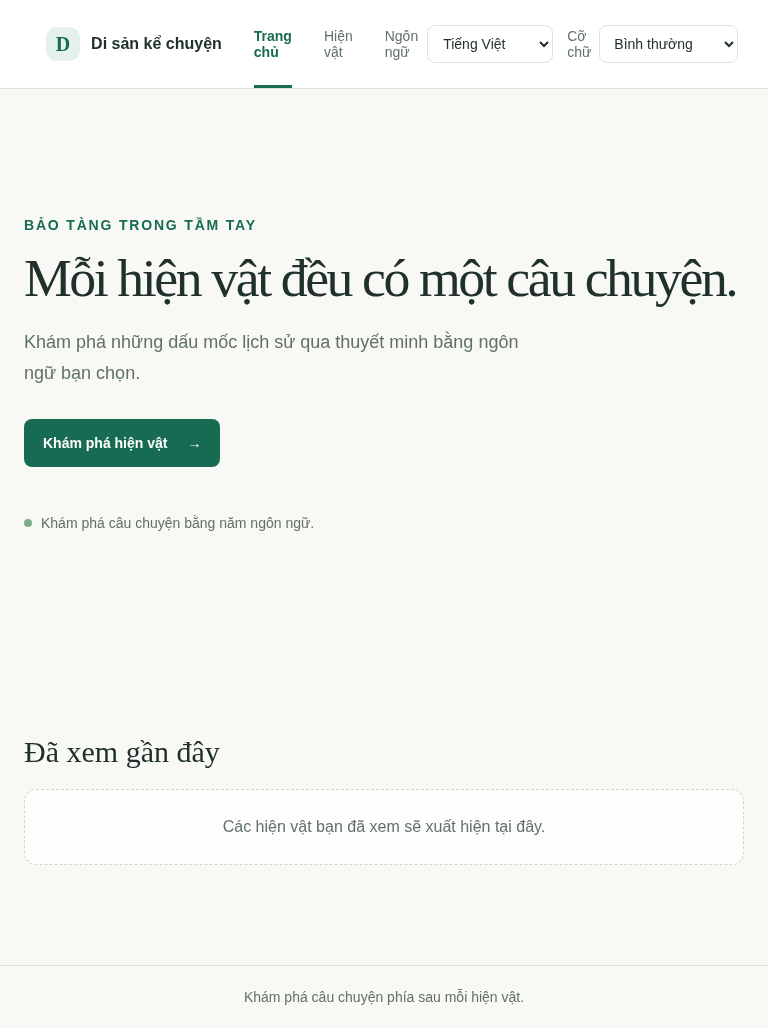 D
Di sản kể chuyện
Trang
chủ
Hiện
vật
Ngôn
ngữ
Tiếng Việt
Cỡ
chữ
Bình thường
BẢO TÀNG TRONG TẦM TAY
Mỗi hiện vật đều có một câu chuyện.
Khám phá những dấu mốc lịch sử qua thuyết minh bằng ngôn
ngữ bạn chọn.
Khám phá hiện vật →
Khám phá câu chuyện bằng năm ngôn ngữ.
Đã xem gần đây
Các hiện vật bạn đã xem sẽ xuất hiện tại đây.
Khám phá câu chuyện phía sau mỗi hiện vật.